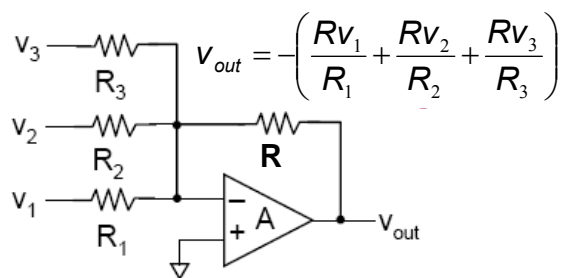 v3
R3
vout = -(Rv1/R1 + Rv2/R2 + Rv3/R3)
v2
R2
R
v1
R1
−
A
+
vout